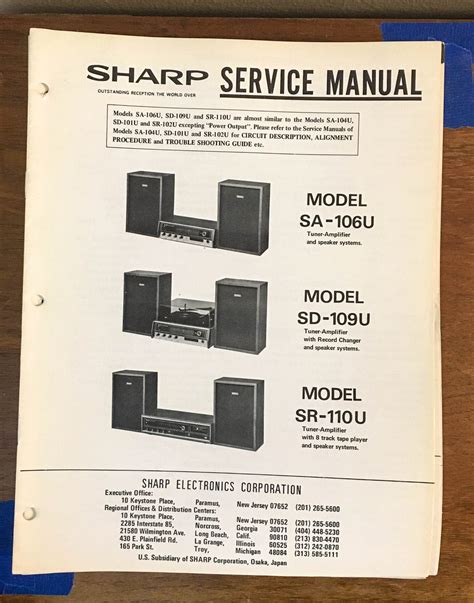 SHARP SERVICE MANUAL
OUTSTANDING RECEPTION THE WORLD OVER
Models SA-106U, SD-109U and SR-110U are almost similar to the Models SA-104U,
SD-101U and SR-102U excepting "Power Output". Please refer to the Service Manuals of
Models SA-104U, SD-101U and SR-102U for CIRCUIT DESCRIPTION, ALIGNMENT
PROCEDURE and TROUBLE SHOOTING GUIDE etc.
MODEL
SA-106U
Tuner-Amplifier
and speaker systems.
MODEL
SD-109U
Tuner-Amplifier
with Record Changer
and speaker systems.
MODEL
SR-110U
Tuner-Amplifier
with 8 track tape player
and speaker systems.
SHARP ELECTRONICS CORPORATION
Executive Office:
10 Keystone Place, Paramus, New Jersey 07652 (201) 265-5600
Regional Offices & Distribution Centers:
10 Keystone Place, Paramus, New Jersey 07652 (201) 265-5600
2285 Interstate 85, Norcross, Georgia 30071 (404) 448-5230
21580 Wilmington Ave. Long Beach, Calif. 90810 (213) 830-4470
430 E. Plainfield Rd. La Grange, Illinois 60525 (312) 242-0870
165 Park St. Troy, Michigan 48084 (313) 585-5111
U.S. Subsidiary of SHARP Corporation, Osaka, Japan